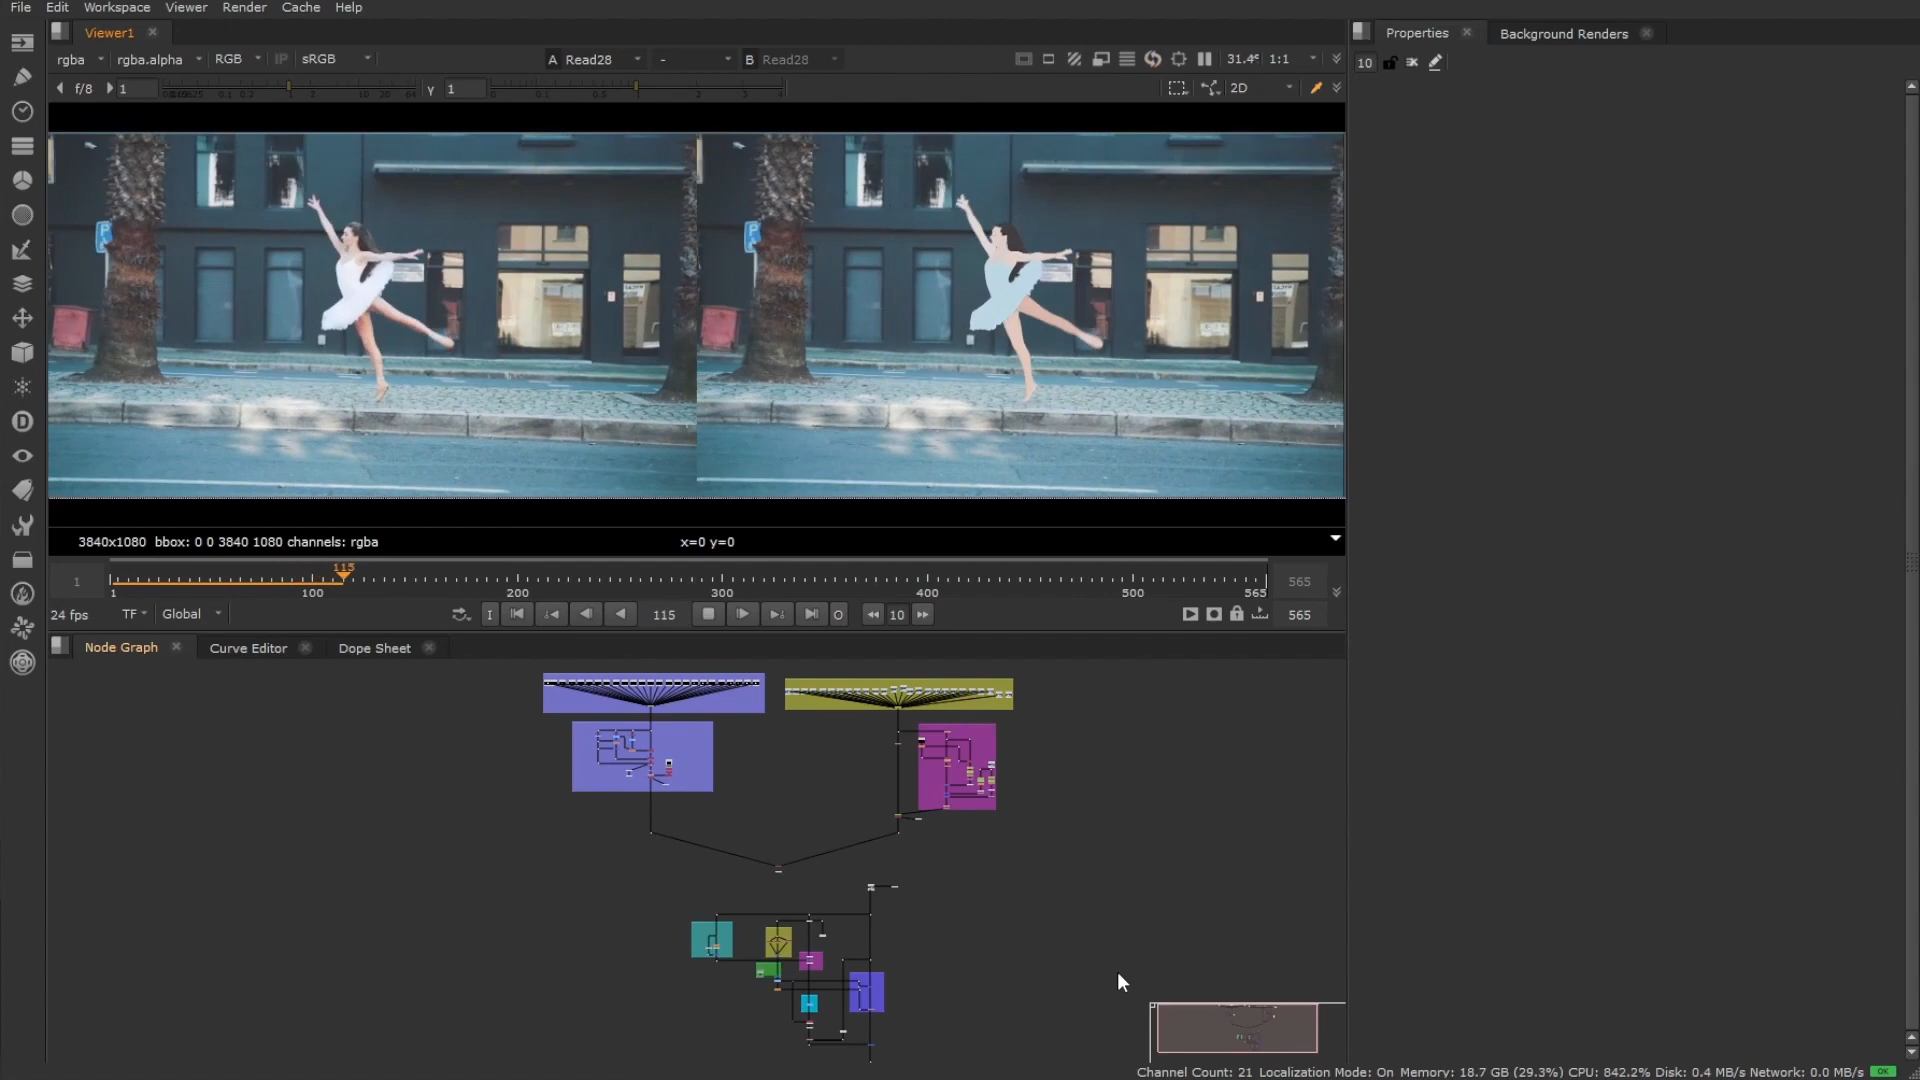 File Edit Workspace Viewer Render Cache Help
Viewer1
Properties
Background Renders
rgba rgba.alpha RGB IP sRGB A Read28 - B Read28 1:1
10
f/8 1 γ 1 2D
P
3840x1080 bbox: 0 0 3840 1080 channels: rgba x=0 y=0
115
1 1 100 200 300 400 500 565 565
24 fps TF Global I 115 O 10 565
Node Graph Curve Editor Dope Sheet
Channel Count: 21 Localization Mode: On Memory: 18.7 GB (29.3%) CPU: 842.2% Disk: 0.4 MB/s Network: 0.0 MB/s OK